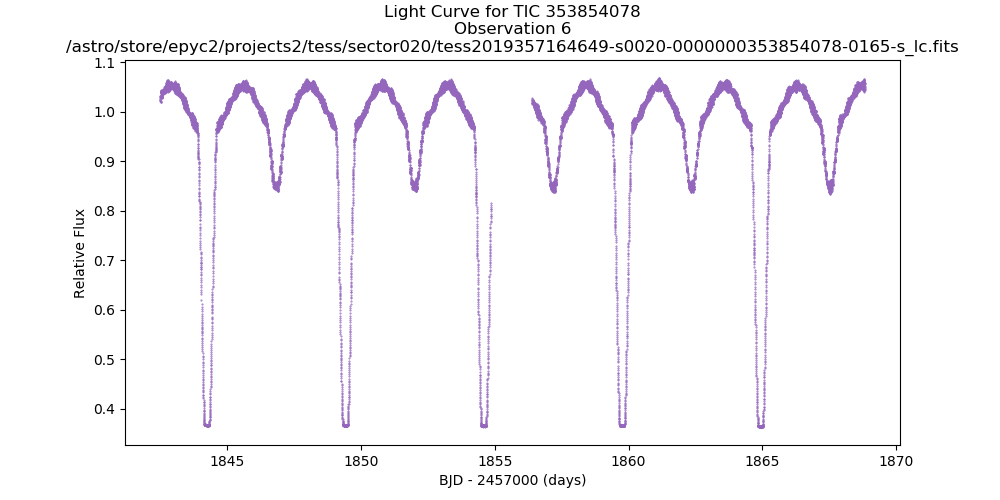 Light Curve for TIC 353854078
Observation 6
/astro/store/epyc2/projects2/tess/sector020/tess2019357164649-s0020-0000000353854078-0165-s_lc.fits
1.1
1.0
0.9
0.8
0.7
0.6
0.5
0.4
Relative Flux
1845
1850
1855
1860
1865
1870
BJD - 2457000 (days)